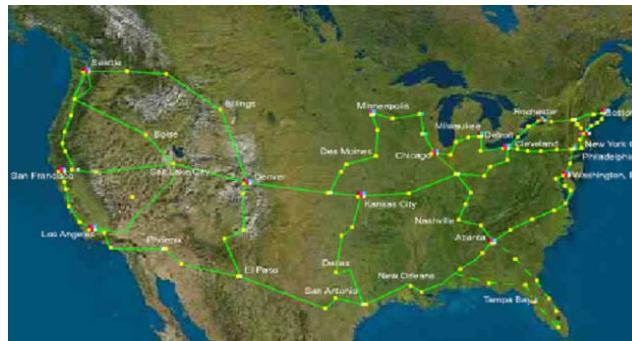 Seattle
Billings
Minneapolis
Rochester
Boston
Boise
Milwaukee
Detroit
New York C
Des Moines
Cleveland
Chicago
Philadelphia
San Francisco
Salt Lake City
Denver
Washington, D
Kansas City
Los Angeles
Phoenix
Nashville
Atlanta
El Paso
Dallas
New Orleans
San Antonio
Tampa Bay